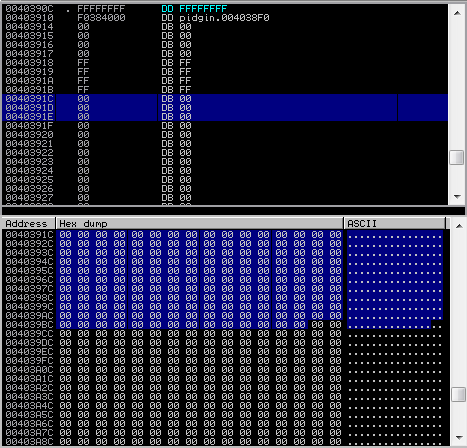 0040390C . FFFFFFFF DD FFFFFFFF
00403910 F0384000 DD pidgin.004038F0
00403914 00 DB 00
00403915 00 DB 00
00403916 00 DB 00
00403917 00 DB 00
00403918 FF DB FF
00403919 FF DB FF
0040391A FF DB FF
0040391B FF DB FF
0040391C 00 DB 00
0040391D 00 DB 00
0040391E 00 DB 00
0040391F 00 DB 00
00403920 00 DB 00
00403921 00 DB 00
00403922 00 DB 00
00403923 00 DB 00
00403924 00 DB 00
00403925 00 DB 00
00403926 00 DB 00
00403927 00 DB 00
Address Hex dump ASCII
0040391C 00 00 00 00 00 00 00 00 00 00 00 00 00 00 00 00 ................
0040392C 00 00 00 00 00 00 00 00 00 00 00 00 00 00 00 00 ................
0040393C 00 00 00 00 00 00 00 00 00 00 00 00 00 00 00 00 ................
0040394C 00 00 00 00 00 00 00 00 00 00 00 00 00 00 00 00 ................
0040395C 00 00 00 00 00 00 00 00 00 00 00 00 00 00 00 00 ................
0040396C 00 00 00 00 00 00 00 00 00 00 00 00 00 00 00 00 ................
0040397C 00 00 00 00 00 00 00 00 00 00 00 00 00 00 00 00 ................
0040398C 00 00 00 00 00 00 00 00 00 00 00 00 00 00 00 00 ................
0040399C 00 00 00 00 00 00 00 00 00 00 00 00 00 00 00 00 ................
004039AC 00 00 00 00 00 00 00 00 00 00 00 00 00 00 00 00 ................
004039BC 00 00 00 00 00 00 00 00 00 00 00 00 00 00 00 00 ................
004039CC 00 00 00 00 00 00 00 00 00 00 00 00 00 00 00 00 ................
004039DC 00 00 00 00 00 00 00 00 00 00 00 00 00 00 00 00 ................
004039EC 00 00 00 00 00 00 00 00 00 00 00 00 00 00 00 00 ................
004039FC 00 00 00 00 00 00 00 00 00 00 00 00 00 00 00 00 ................
00403A0C 00 00 00 00 00 00 00 00 00 00 00 00 00 00 00 00 ................
00403A1C 00 00 00 00 00 00 00 00 00 00 00 00 00 00 00 00 ................
00403A2C 00 00 00 00 00 00 00 00 00 00 00 00 00 00 00 00 ................
00403A3C 00 00 00 00 00 00 00 00 00 00 00 00 00 00 00 00 ................
00403A4C 00 00 00 00 00 00 00 00 00 00 00 00 00 00 00 00 ................
00403A5C 00 00 00 00 00 00 00 00 00 00 00 00 00 00 00 00 ................
00403A6C 00 00 00 00 00 00 00 00 00 00 00 00 00 00 00 00 ................
00403A7C 00 00 00 00 00 00 00 00 00 00 00 00 00 00 00 00 ................
00403A8C 00 00 00 00 00 00 00 00 00 00 00 00 00 00 00 00 ................